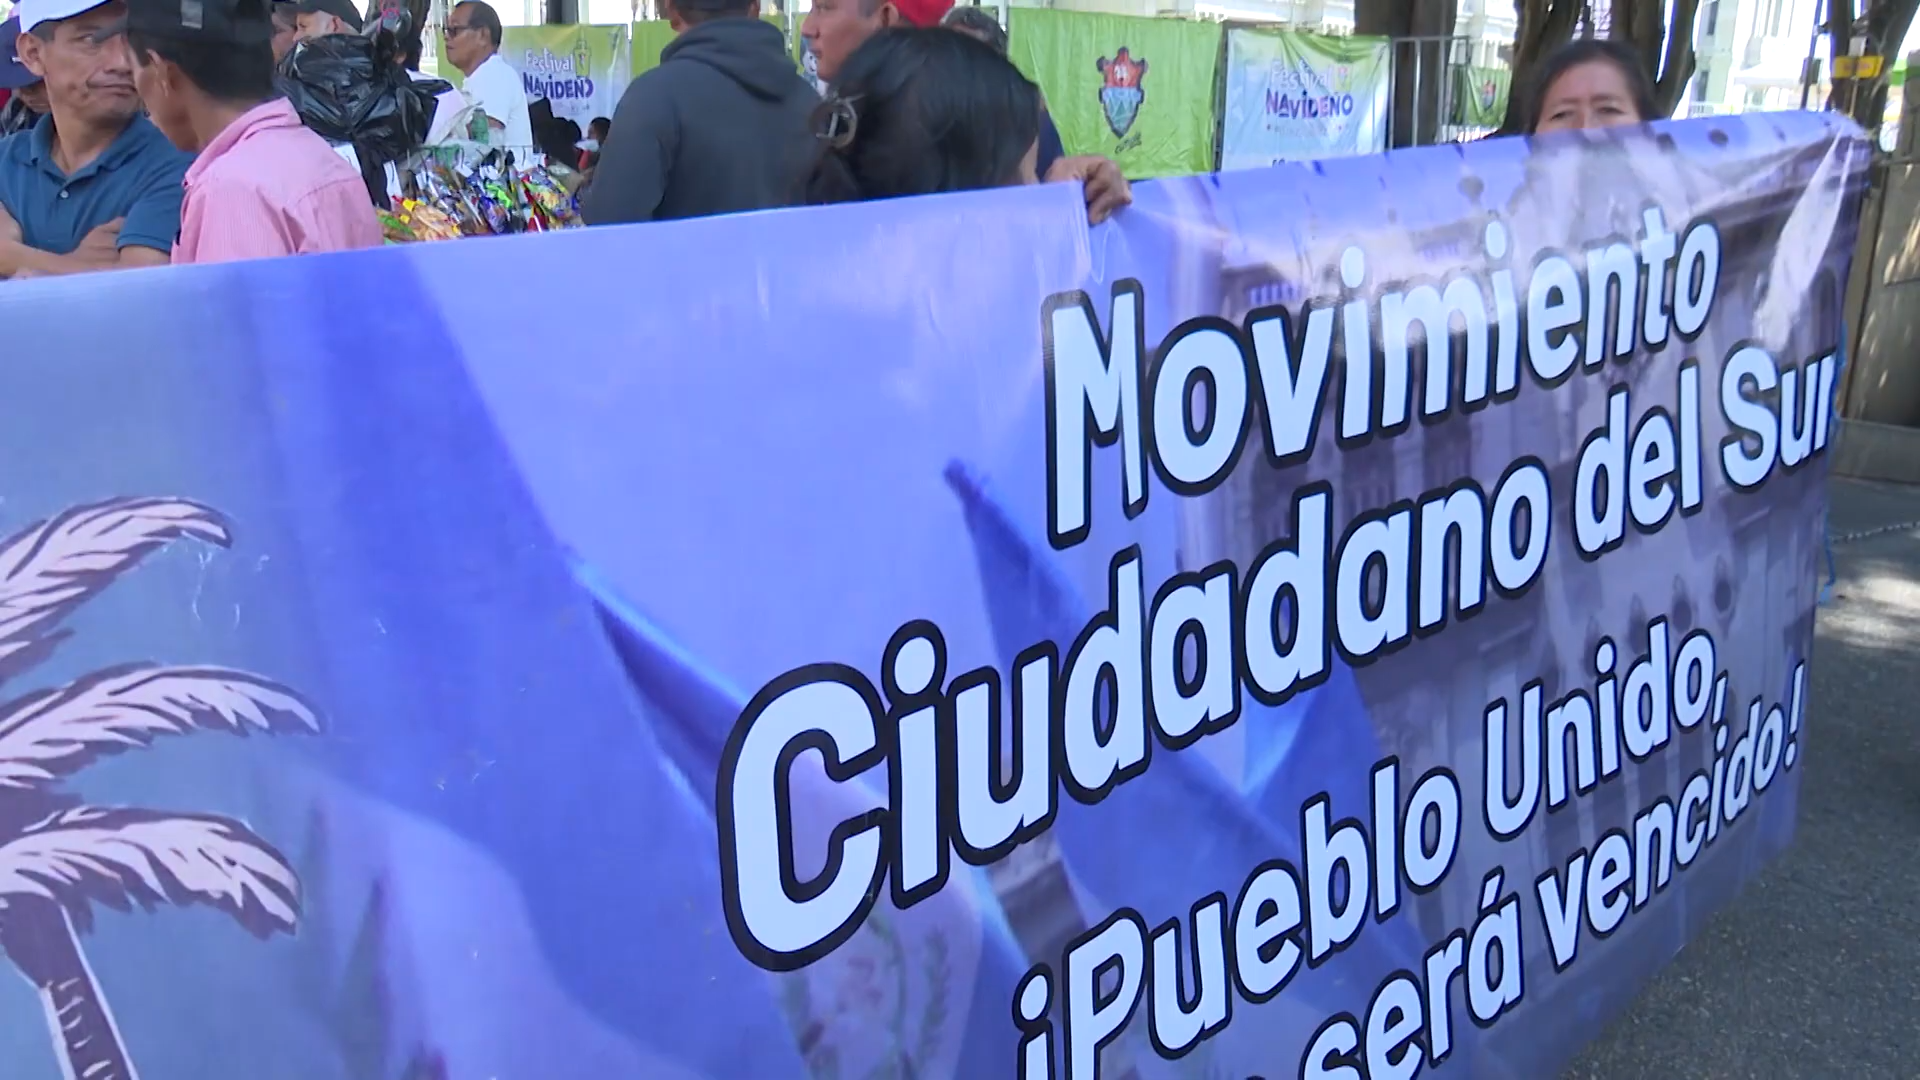 Festival
NAVIDEÑO
Festival
NAVIDEÑO
Movimiento
Ciudadano del Sur
¡Pueblo Unido,
será vencido!